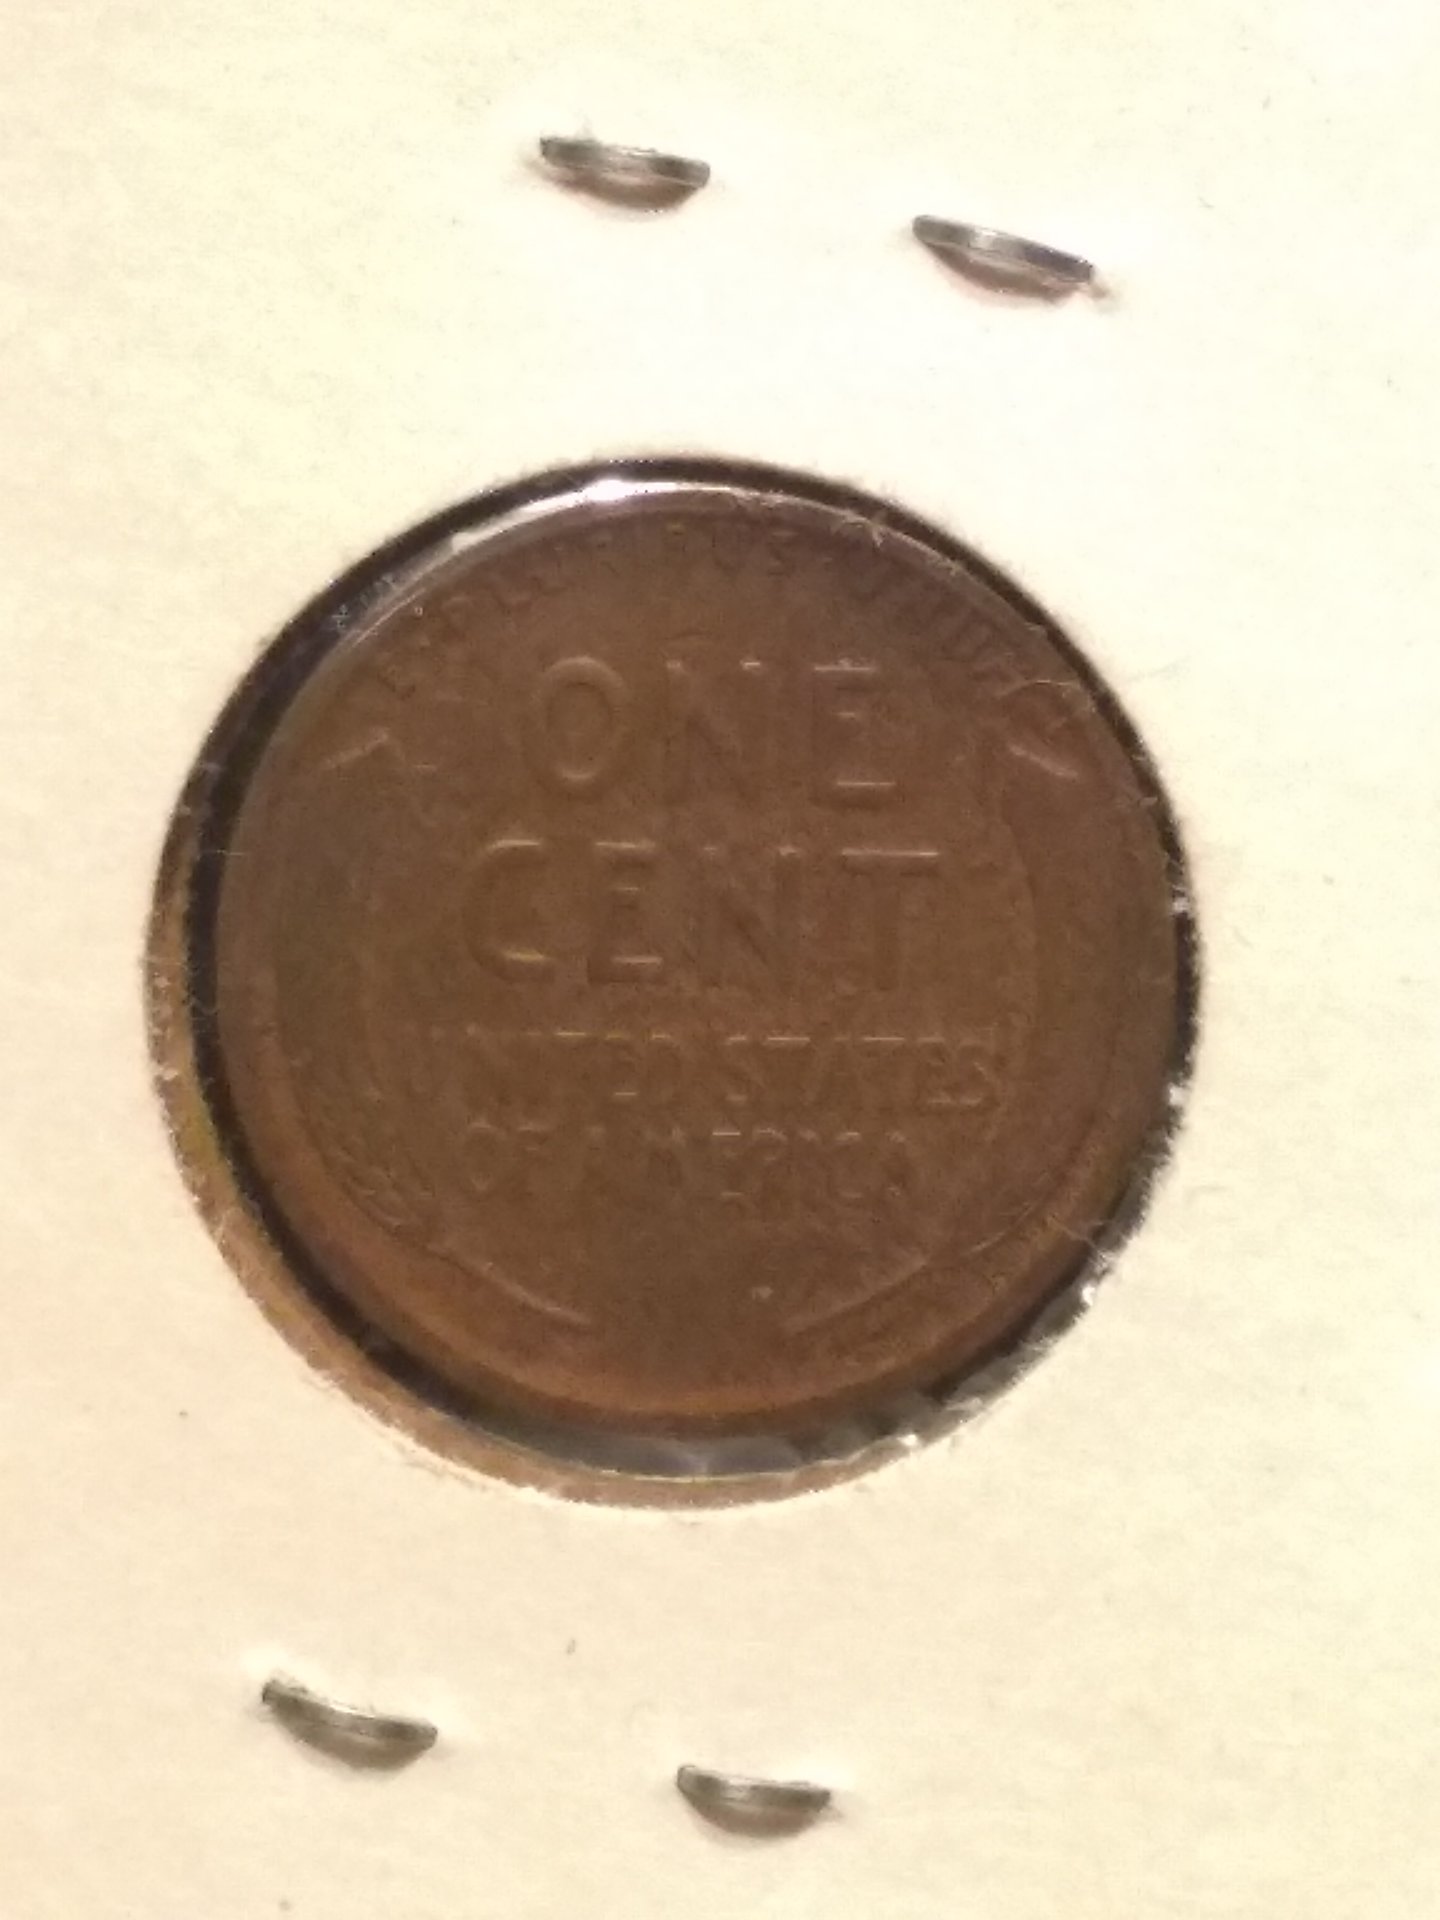 E·PLURIBUS·UNUM
ONE
CENT
UNITED STATES
OF AMERICA